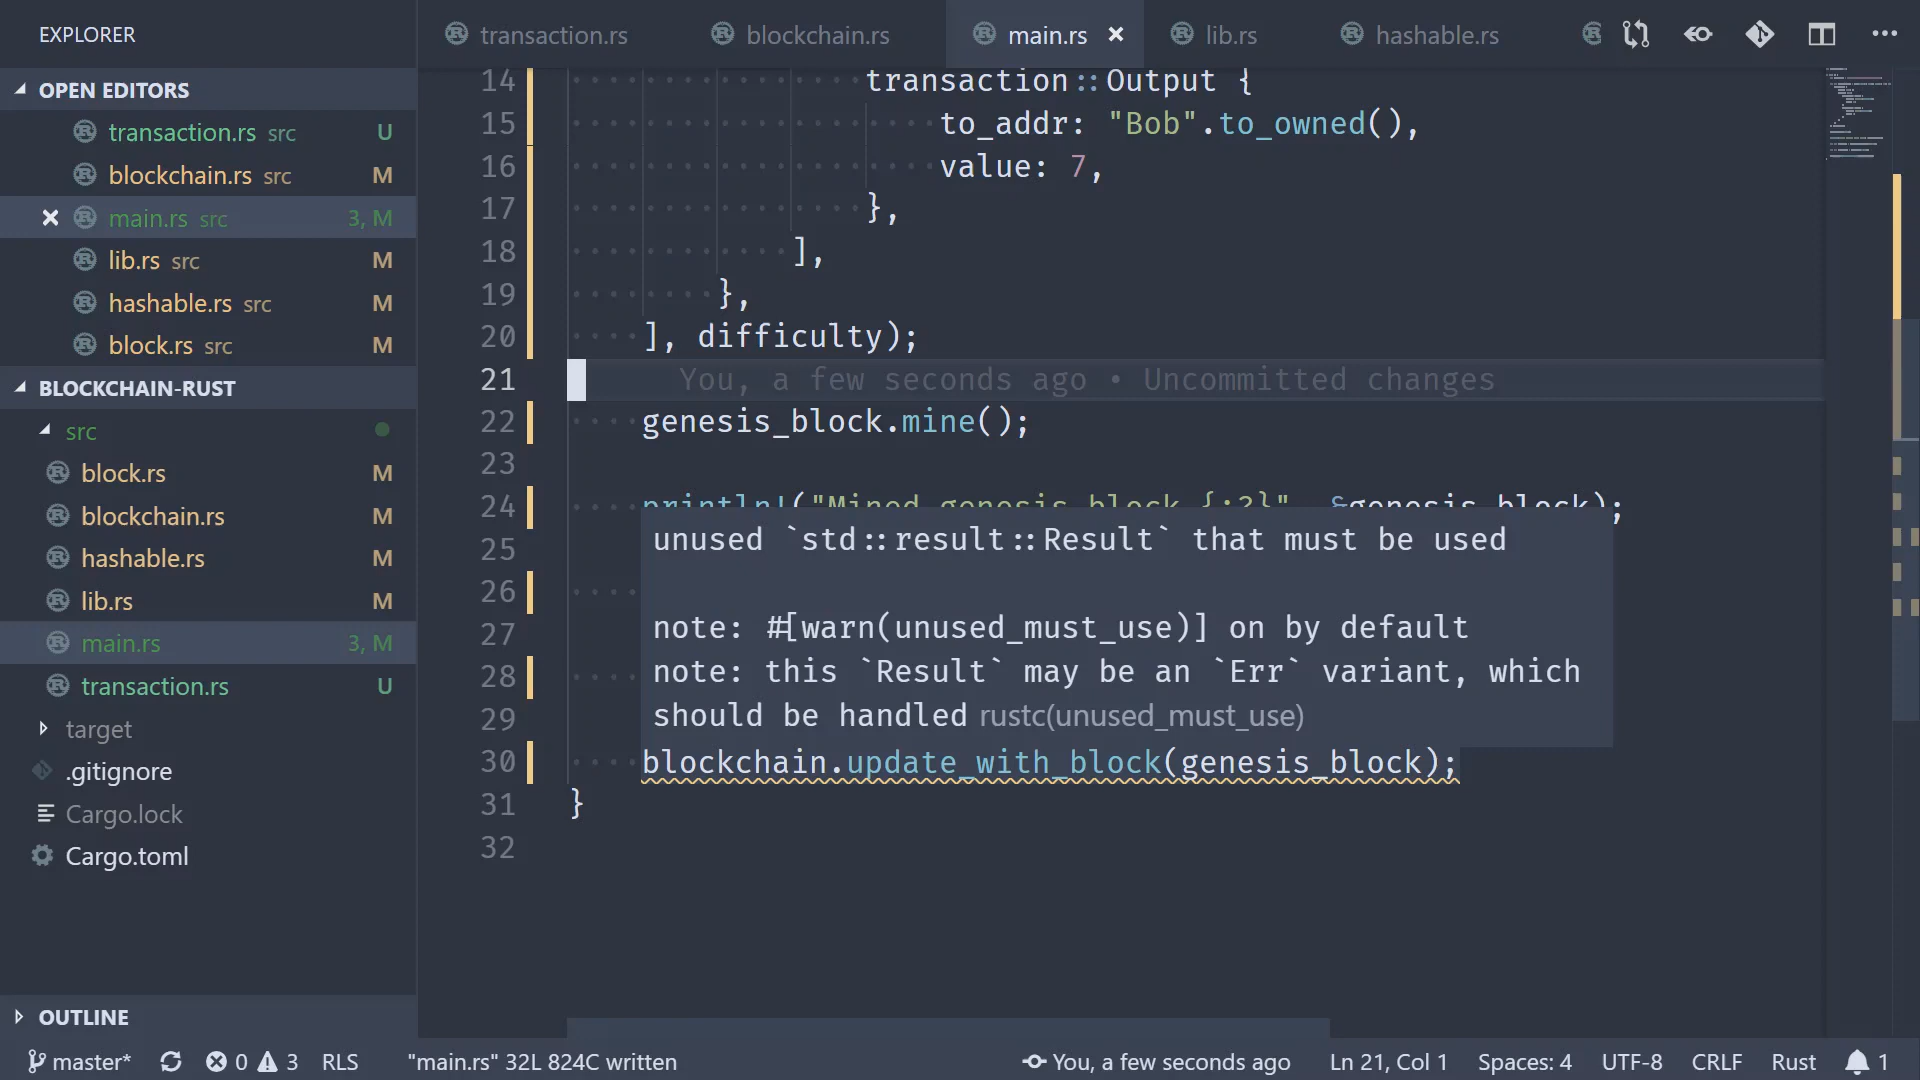 EXPLORER
transaction.rs
blockchain.rs
main.rs
lib.rs
hashable.rs
OPEN EDITORS
transaction.rs src U
blockchain.rs src M
main.rs src 3, M
lib.rs src M
hashable.rs src M
block.rs src M
BLOCKCHAIN-RUST
src
block.rs M
blockchain.rs M
hashable.rs M
lib.rs M
main.rs 3, M
transaction.rs U
target
.gitignore
Cargo.lock
Cargo.toml
OUTLINE
14 transaction::Output {
15 to_addr: "Bob".to_owned(),
16 value: 7,
17 },
18 ],
19 },
20 ], difficulty);
21 You, a few seconds ago • Uncommitted changes
22 genesis_block.mine();
23
24 println!("Mined genesis block {:?}", &genesis_block);
25
26
27
28
29
unused `std::result::Result` that must be used
note: #[warn(unused_must_use)] on by default
note: this `Result` may be an `Err` variant, which
should be handled rustc(unused_must_use)
30 blockchain.update_with_block(genesis_block);
31 }
32
master* 0 3 RLS "main.rs" 32L 824C written You, a few seconds ago Ln 21, Col 1 Spaces: 4 UTF-8 CRLF Rust 1